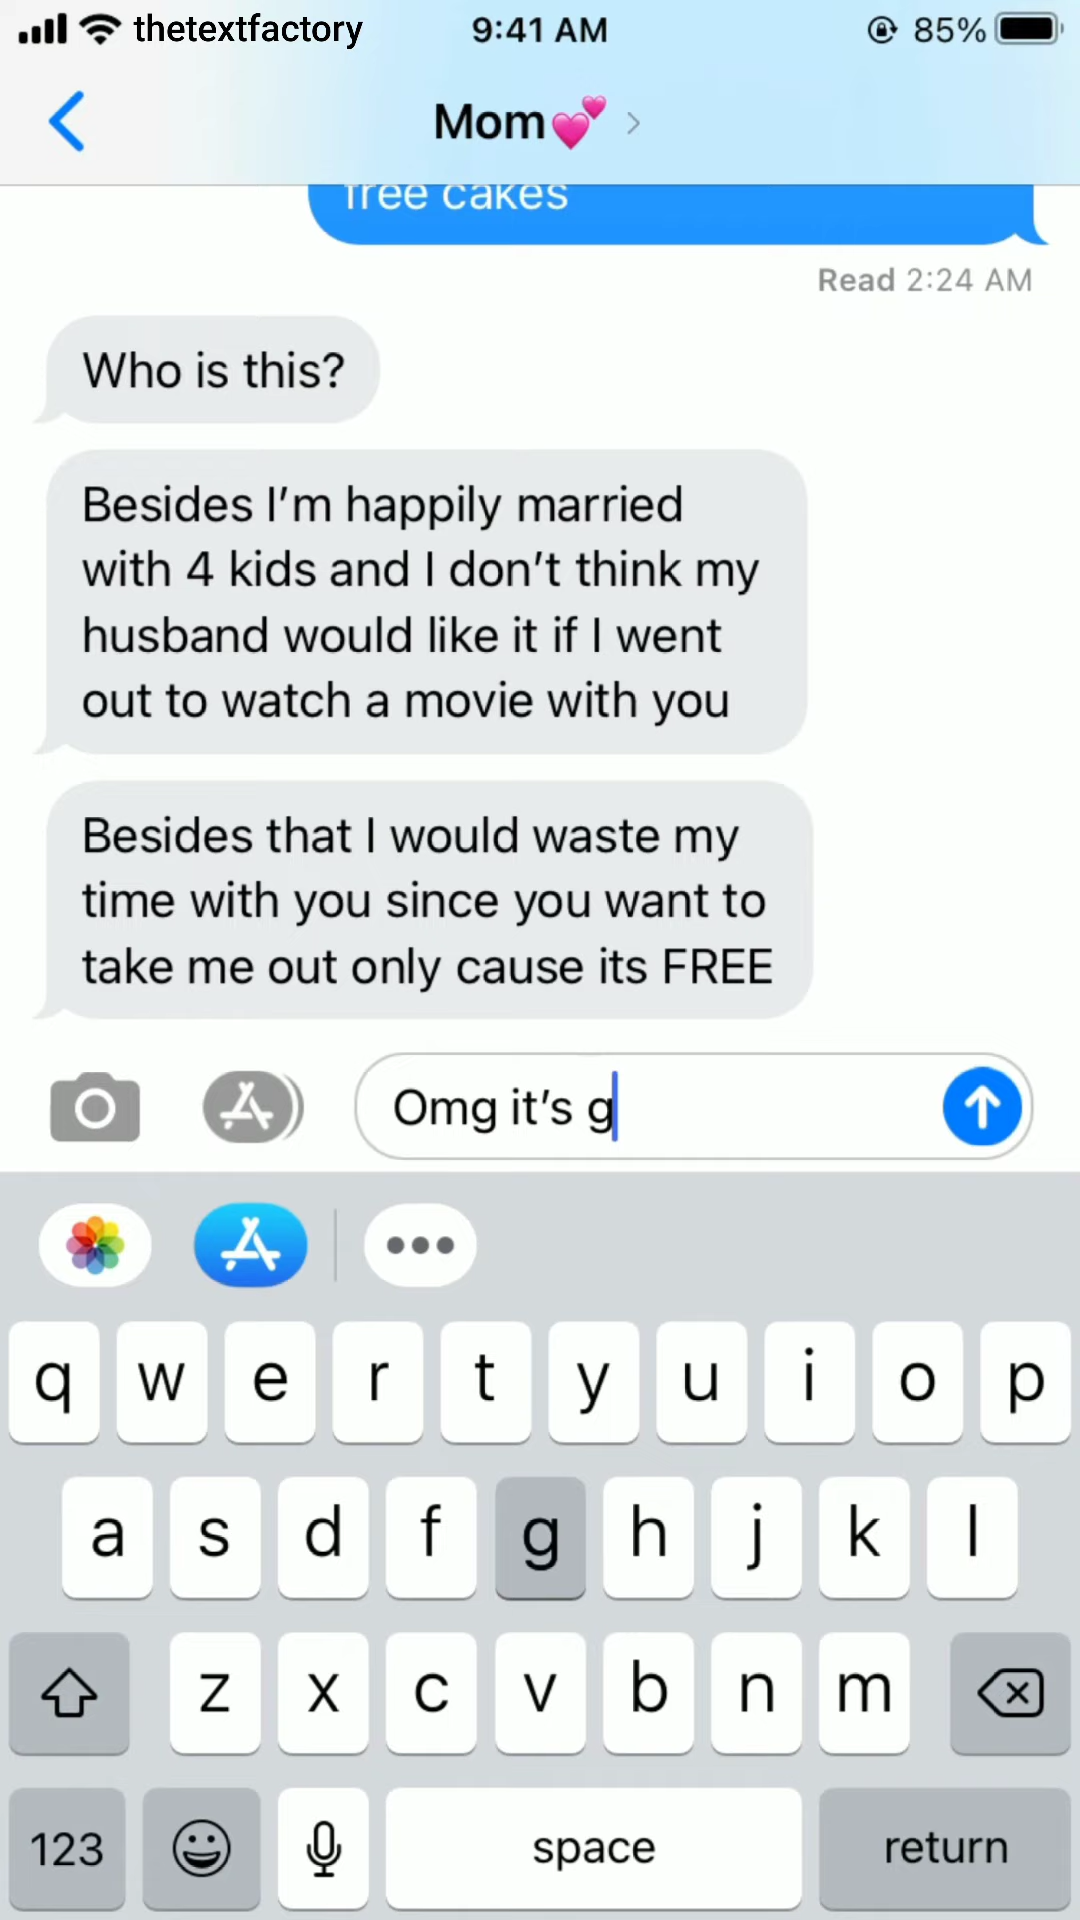 thetextfactory 9:41 AM 85%
Mom💕
free cakes
Read 2:24 AM
Who is this?
Besides I’m happily married
with 4 kids and I don’t think my
husband would like it if I went
out to watch a movie with you
Besides that I would waste my
time with you since you want to
take me out only cause its FREE
Omg it’s g
q w e r t y u i o p
a s d f g h j k l
z x c v b n m
123 space return